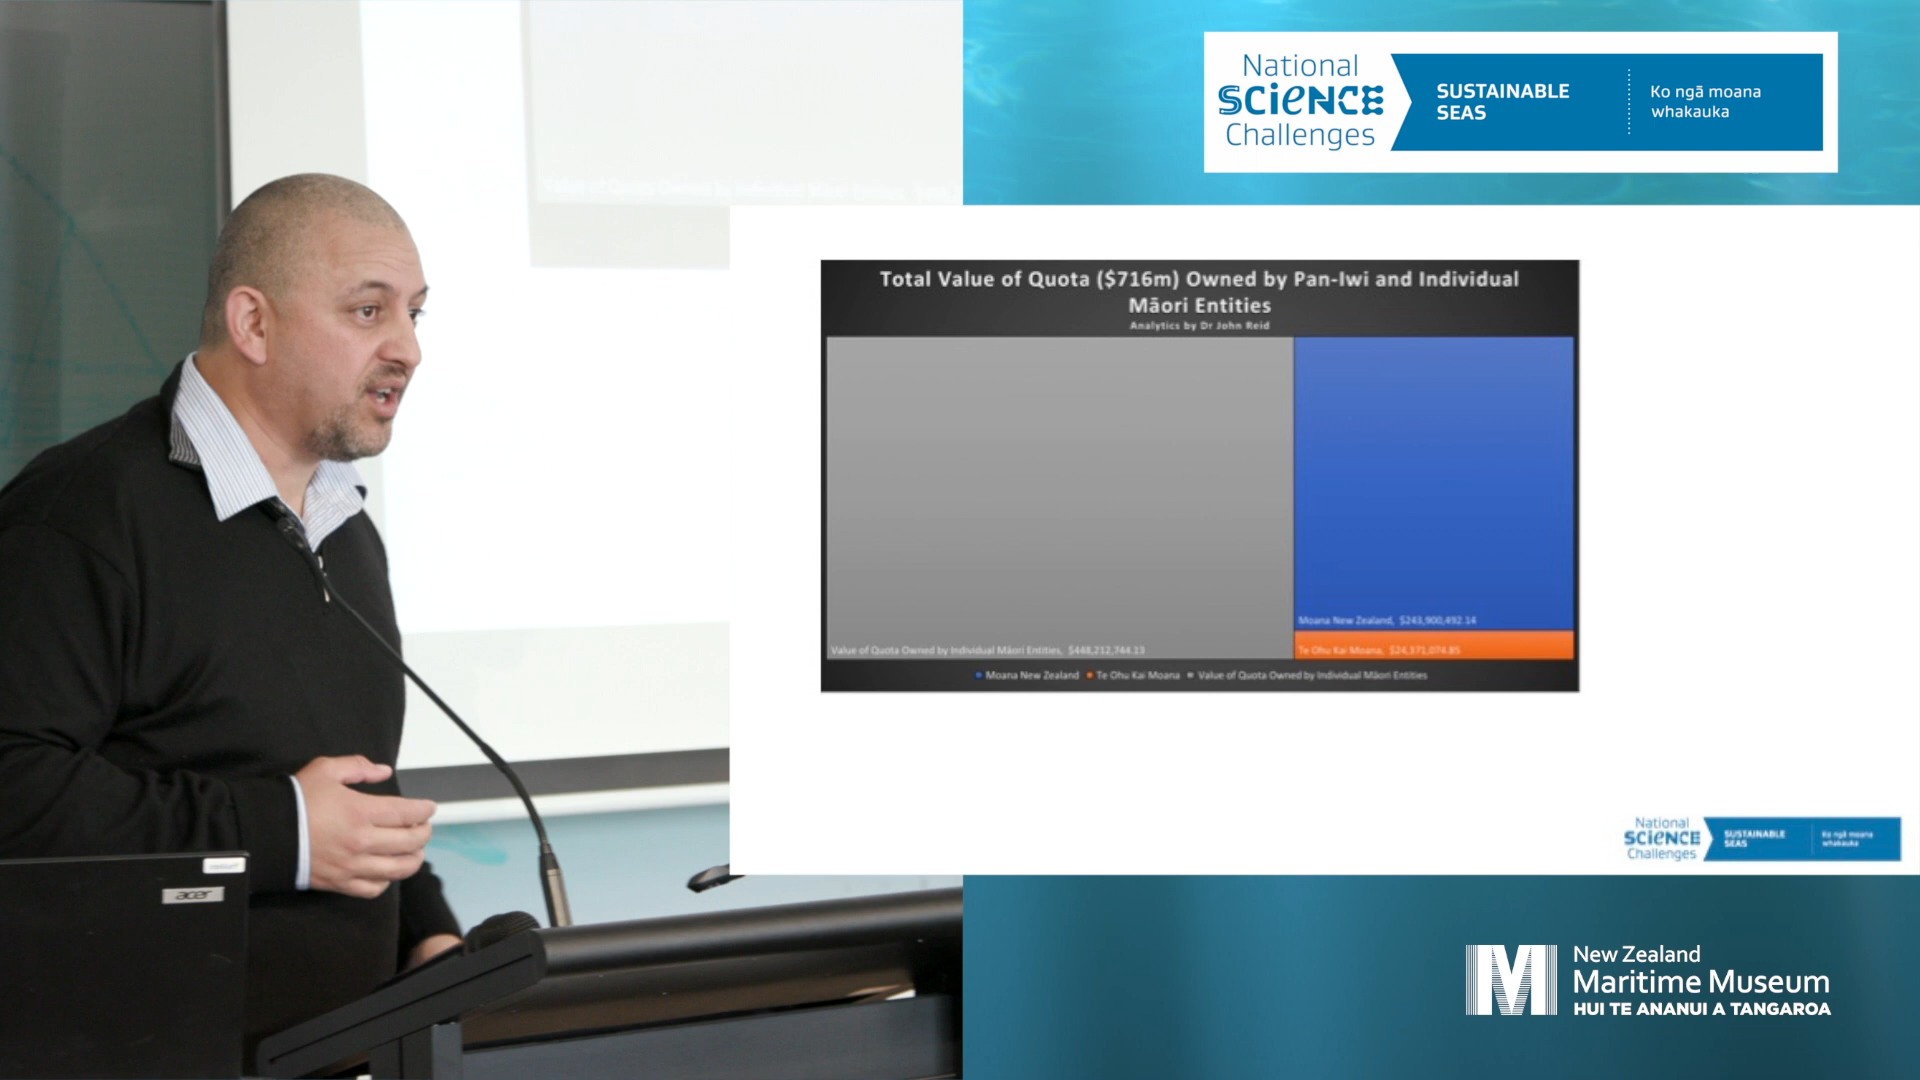 National
SCIENCE
Challenges
SUSTAINABLE
SEAS
Ko ngā moana
whakauka
Total Value of Quota ($716m) Owned by Pan-Iwi and Individual
Māori Entities
Analytics by Dr John Reid
Moana New Zealand, $243,900,492.14
Value of Quota Owned by Individual Māori Entities, $448,212,744.13
Te Ohu Kai Moana, $24,371,074.85
Moana New Zealand Te Ohu Kai Moana Value of Quota Owned by Individual Māori Entities
National
SCIENCE
Challenges
SUSTAINABLE
SEAS
Ko ngā moana
whakauka
acer
New Zealand
Maritime Museum
HUI TE ANANUI A TANGAROA